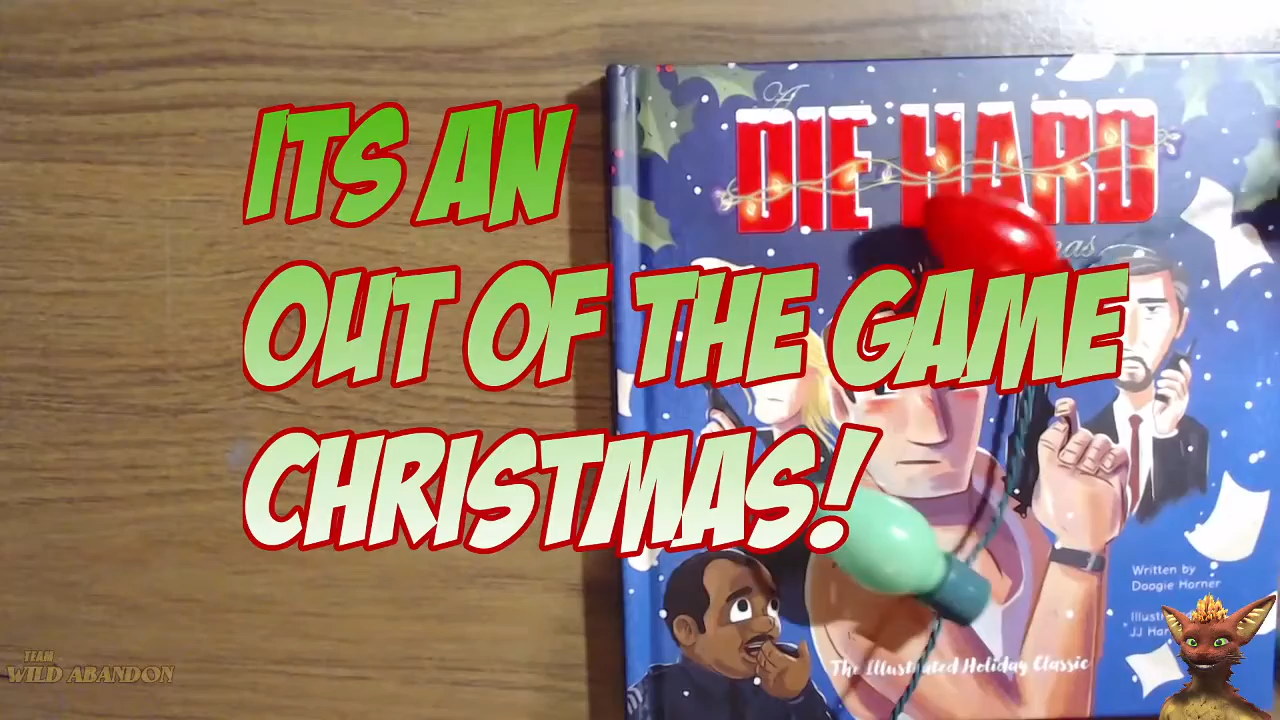 ITS AN
OUT OF THE GAME
CHRISTMAS!
A
DIE HARD
Written by
Doogie Horner
JJ
The Illustrated Holiday Classic
TEAM
WILD ABANDON